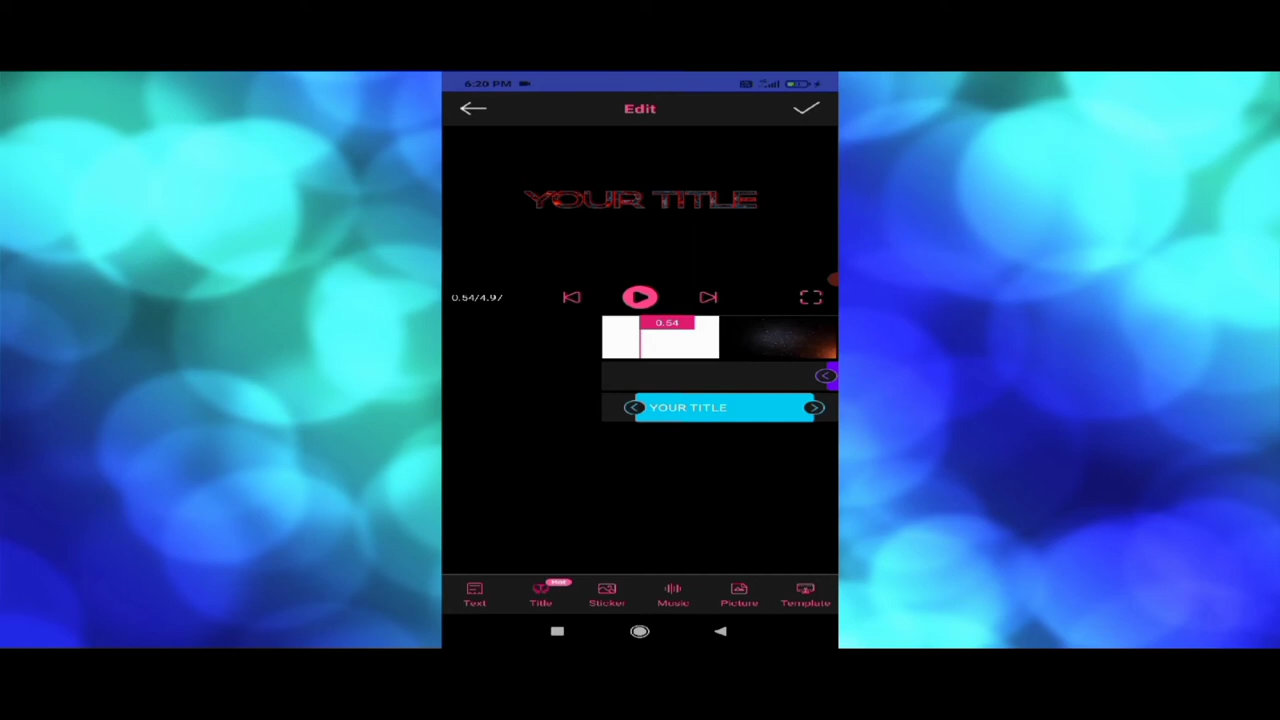 6:20 PM
Edit
YOUR TITLE
0.54/4.97
0.54
YOUR TITLE
Text
Title
Hot
Sticker
Music
Picture
Template